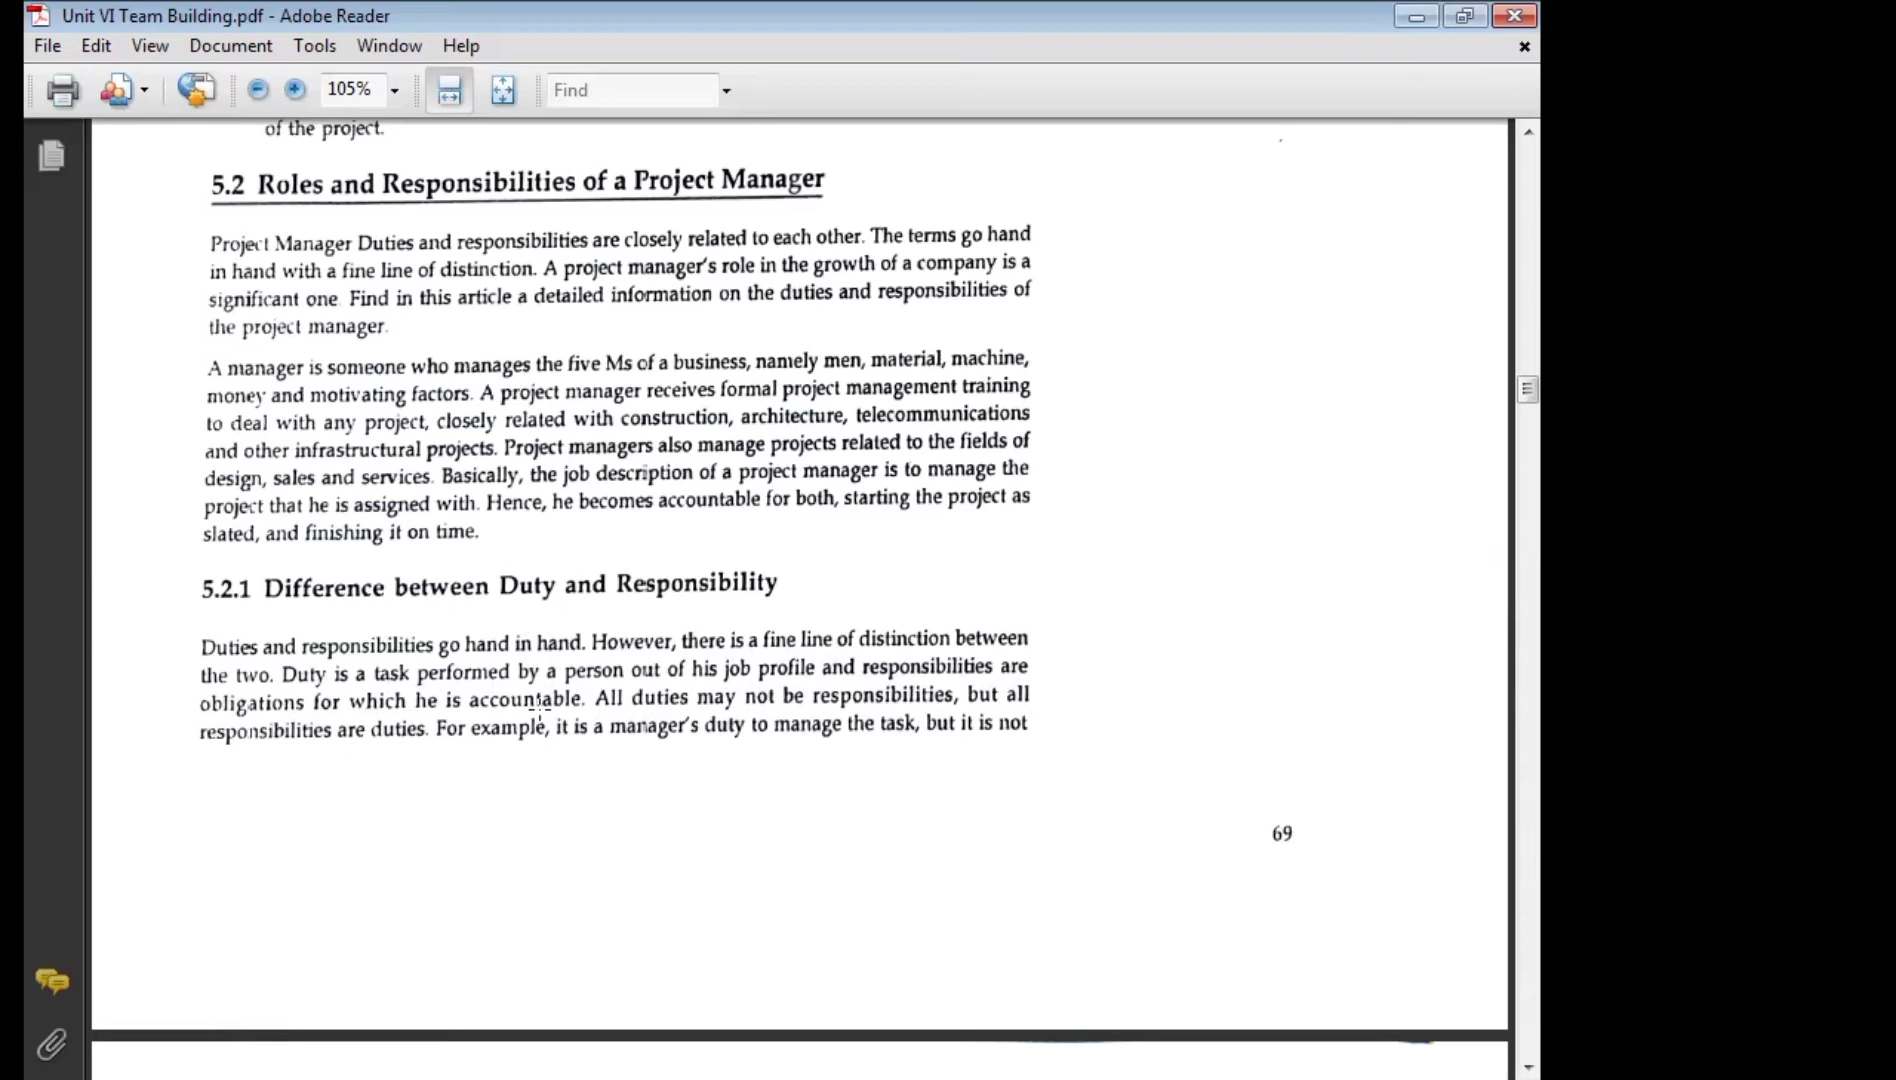 Unit VI Team Building.pdf - Adobe Reader
File Edit View Document Tools Window Help
105% Find
of the project.
5.2 Roles and Responsibilities of a Project Manager
Project Manager Duties and responsibilities are closely related to each other. The terms go hand
in hand with a fine line of distinction. A project manager's role in the growth of a company is a
significant one. Find in this article a detailed information on the duties and responsibilities of
the project manager.
A manager is someone who manages the five Ms of a business, namely men, material, machine,
money and motivating factors. A project manager receives formal project management training
to deal with any project, closely related with construction, architecture, telecommunications
and other infrastructural projects. Project managers also manage projects related to the fields of
design, sales and services. Basically, the job description of a project manager is to manage the
project that he is assigned with. Hence, he becomes accountable for both, starting the project as
slated, and finishing it on time.
5.2.1 Difference between Duty and Responsibility
Duties and responsibilities go hand in hand. However, there is a fine line of distinction between
the two. Duty is a task performed by a person out of his job profile and responsibilities are
obligations for which he is accountable. All duties may not be responsibilities, but all
responsibilities are duties. For example, it is a manager's duty to manage the task, but it is not
69